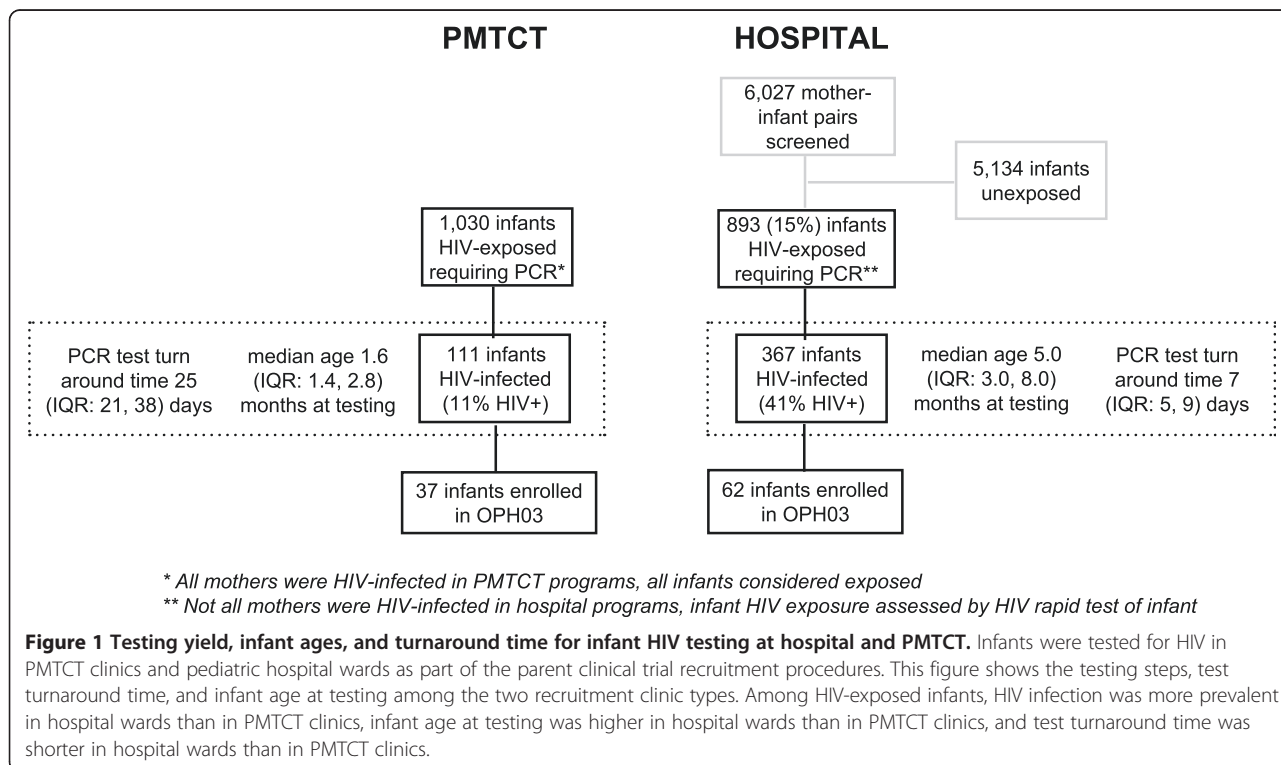 PMTCT
HOSPITAL
6,027 mother-
infant pairs
screened
5,134 infants
unexposed
1,030 infants
HIV-exposed
requiring PCR*
893 (15%) infants
HIV-exposed
requiring PCR**
PCR test turn
around time 25
(IQR: 21, 38) days
median age 1.6
(IQR: 1.4, 2.8)
months at testing
111 infants
HIV-infected
(11% HIV+)
367 infants
HIV-infected
(41% HIV+)
median age 5.0
(IQR: 3.0, 8.0)
months at testing
PCR test turn
around time 7
(IQR: 5, 9) days
37 infants enrolled
in OPH03
62 infants enrolled
in OPH03
* All mothers were HIV-infected in PMTCT programs, all infants considered exposed
** Not all mothers were HIV-infected in hospital programs, infant HIV exposure assessed by HIV rapid test of infant
Figure 1 Testing yield, infant ages, and turnaround time for infant HIV testing at hospital and PMTCT. Infants were tested for HIV in
PMTCT clinics and pediatric hospital wards as part of the parent clinical trial recruitment procedures. This figure shows the testing steps, test
turnaround time, and infant age at testing among the two recruitment clinic types. Among HIV-exposed infants, HIV infection was more prevalent
in hospital wards than in PMTCT clinics, infant age at testing was higher in hospital wards than in PMTCT clinics, and test turnaround time was
shorter in hospital wards than in PMTCT clinics.